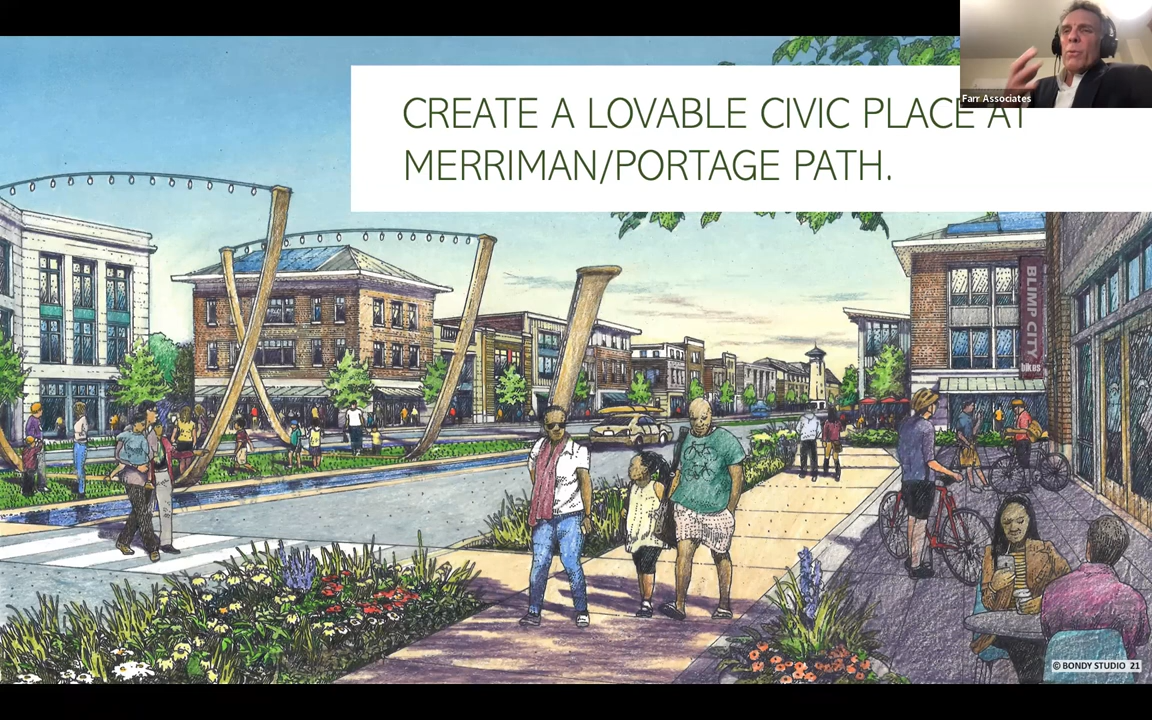 Farr Associates
CREATE A LOVABLE CIVIC PLACE AT
MERRIMAN/PORTAGE PATH.
BLIMP CITY
bikes
© BONDY STUDIO 21